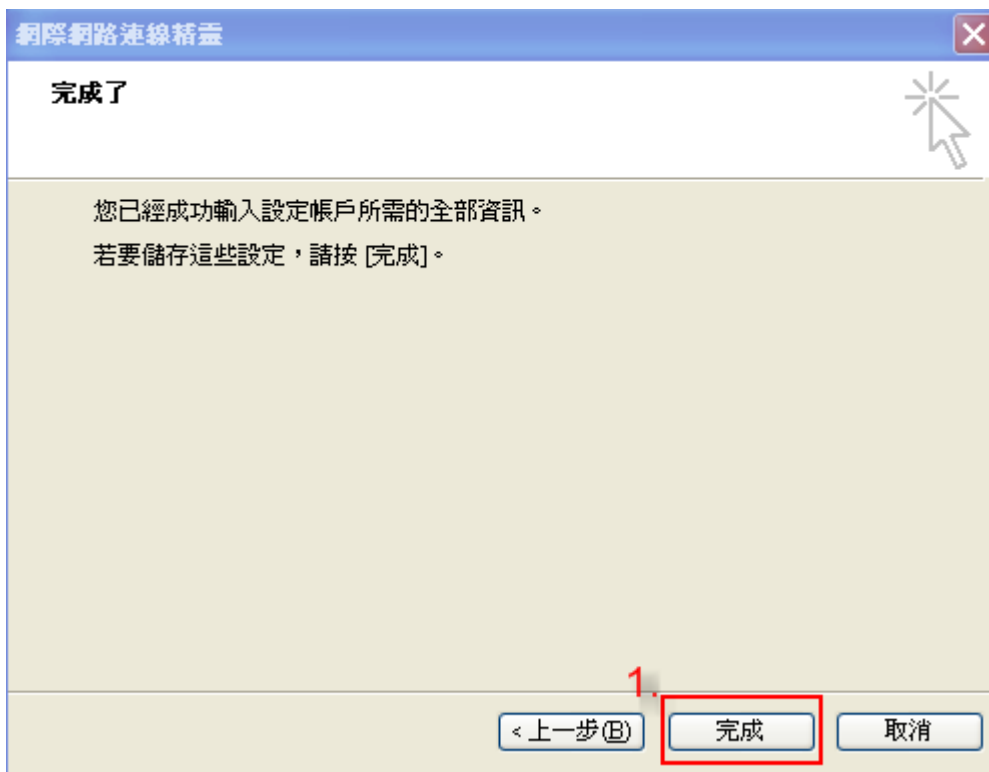 網際網路連線精靈
完成了
您已經成功輸入設定帳戶所需的全部資訊。
若要儲存這些設定，請按 [完成]。
1.
<上一步(B) 完成 取消